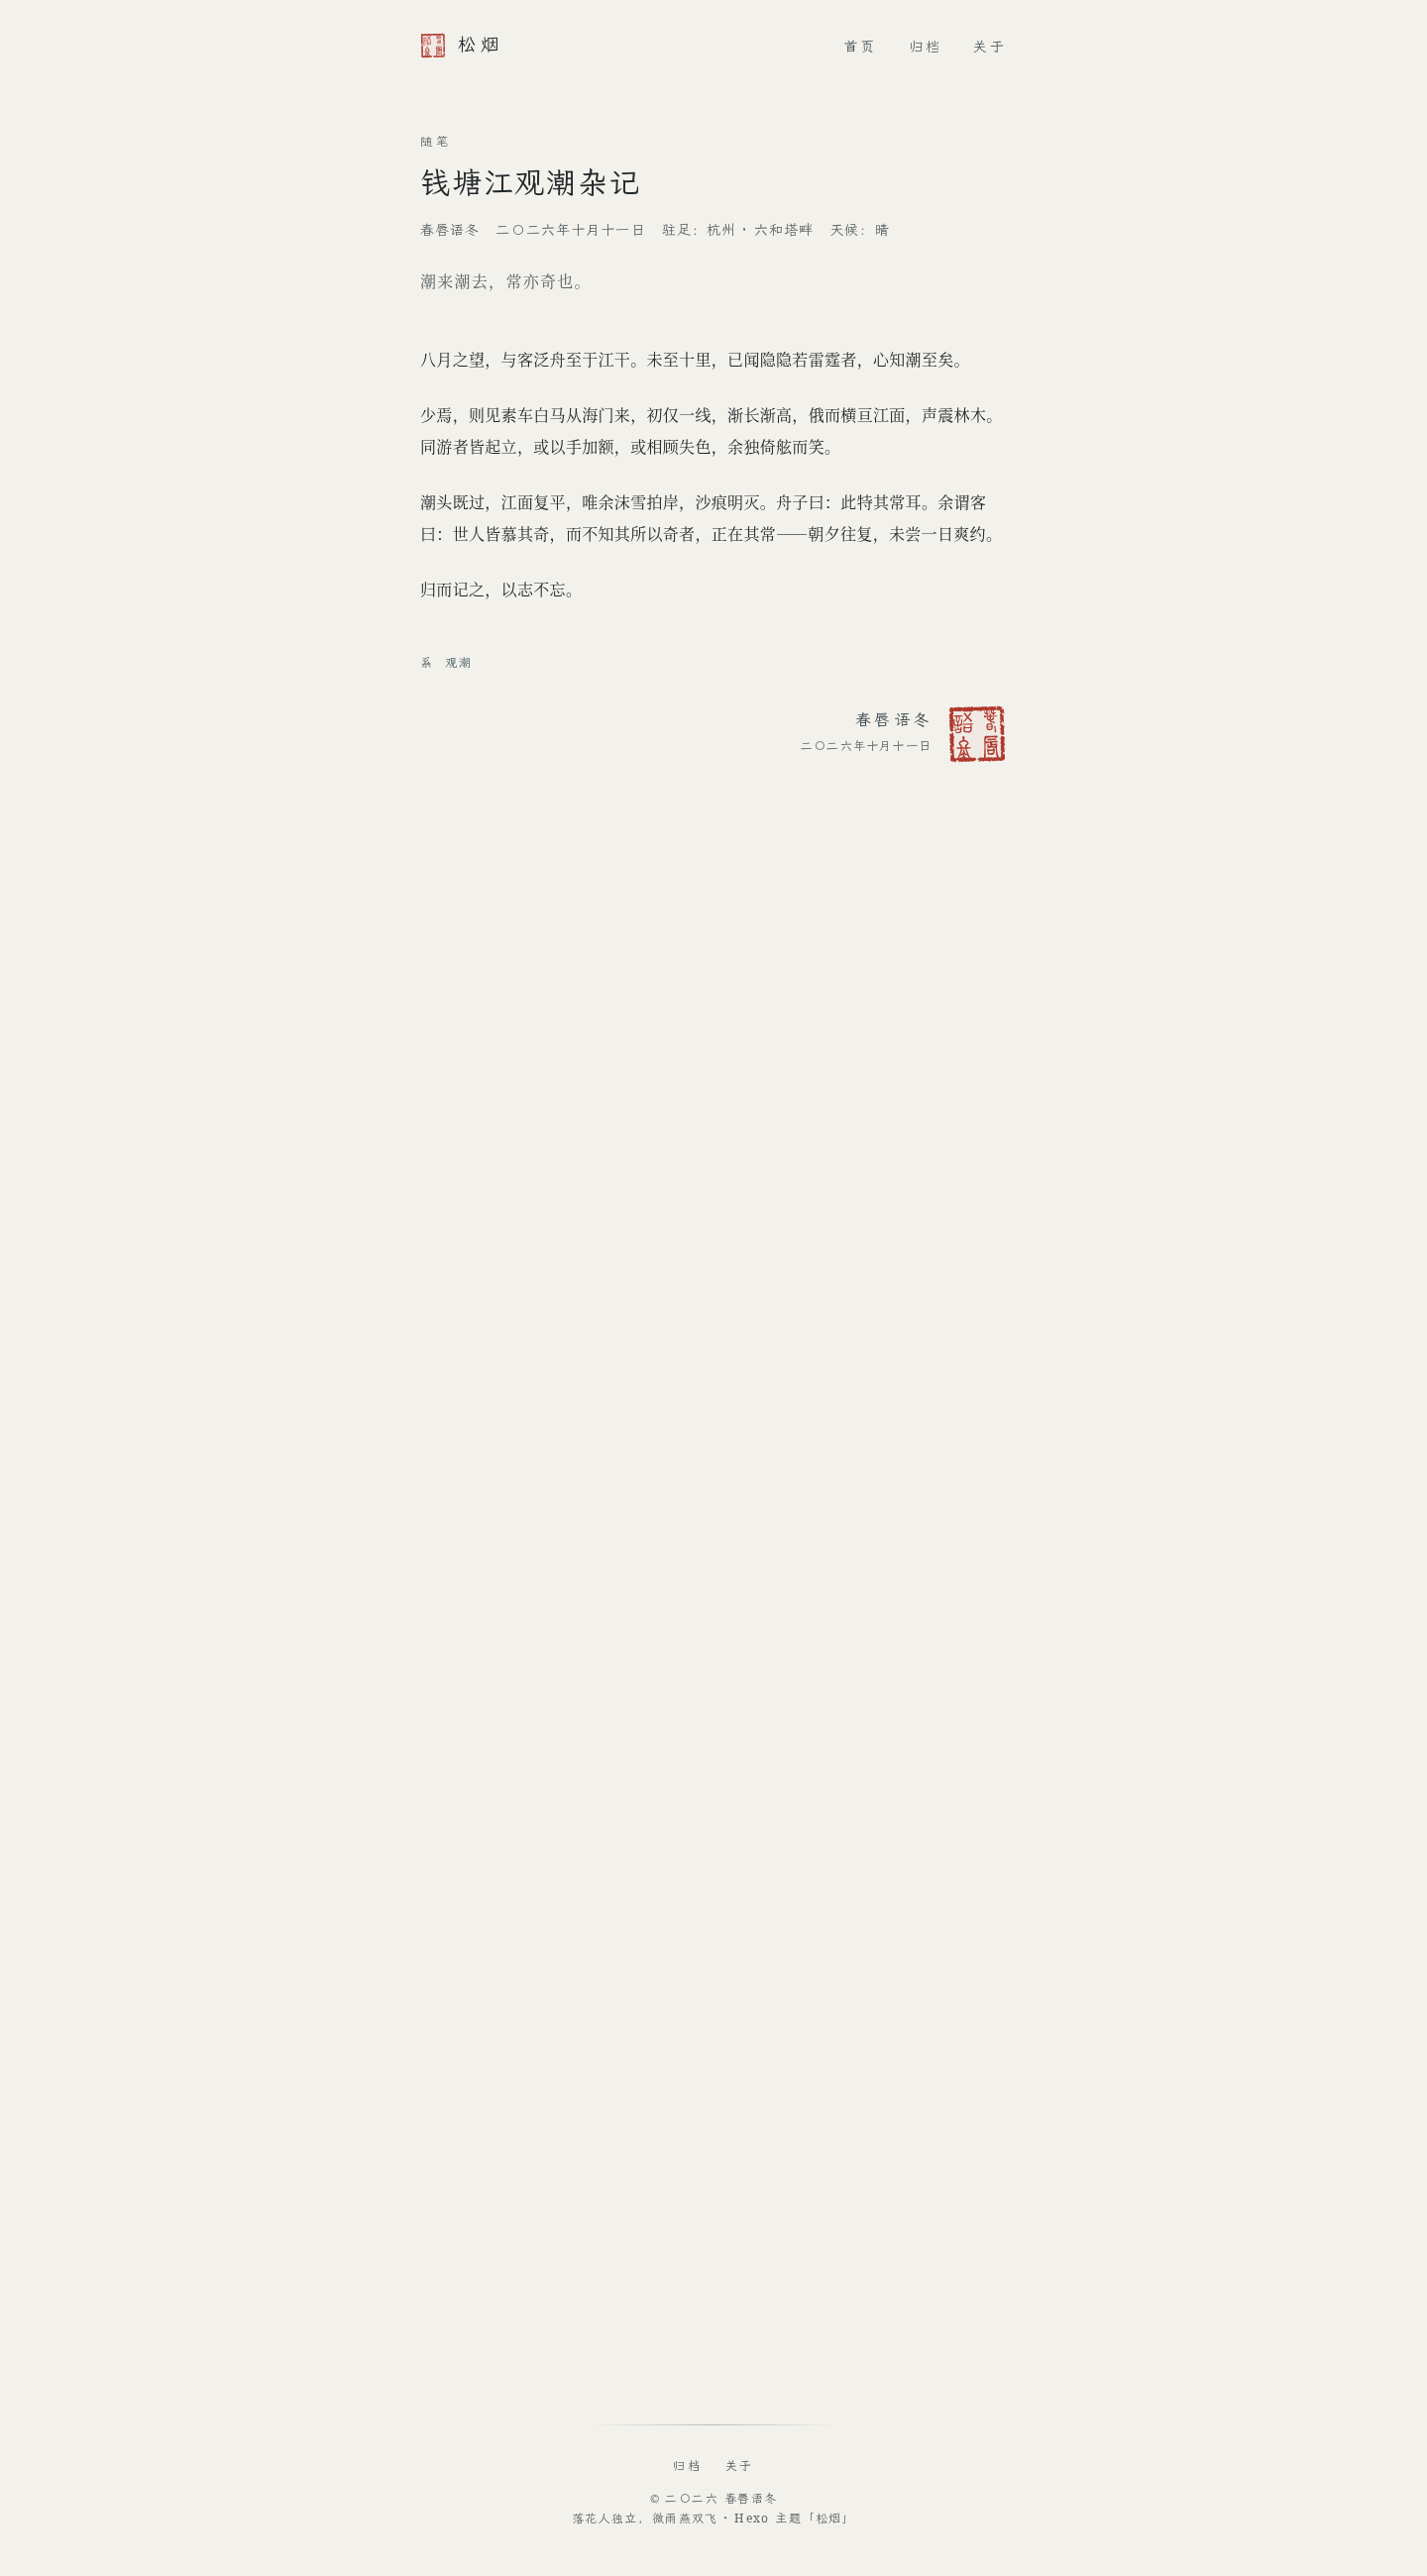 松烟
首页 归档 关于
随笔
钱塘江观潮杂记
春唇语冬 二〇二六年十月十一日 驻足：杭州·六和塔畔 天候：晴
潮来潮去，常亦奇也。
八月之望，与客泛舟至于江干。未至十里，已闻隐隐若雷霆者，心知潮至矣。
少焉，则见素车白马从海门来，初仅一线，渐长渐高，俄而横亘江面，声震林木。
同游者皆起立，或以手加额，或相顾失色，余独倚舷而笑。
潮头既过，江面复平，唯余沫雪拍岸，沙痕明灭。舟子曰：此特其常耳。余谓客
曰：世人皆慕其奇，而不知其所以奇者，正在其常——朝夕往复，未尝一日爽约。
归而记之，以志不忘。
系 观潮
春唇语冬
二〇二六年十月十一日
归档 关于
© 二〇二六 春唇语冬
落花人独立，微雨燕双飞·Hexo 主题「松烟」